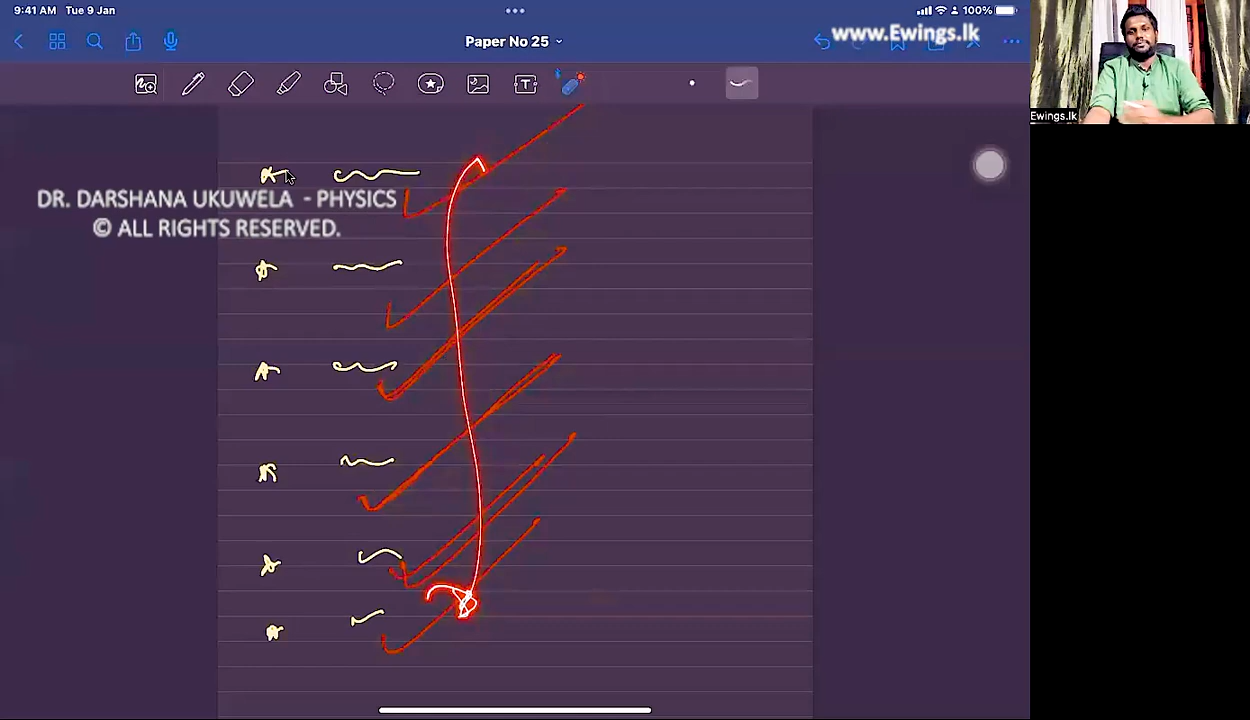 9:41 AM Tue 9 Jan
100%
Paper No 25
www.Ewings.lk
Ewings.lk
DR. DARSHANA UKUWELA - PHYSICS
© ALL RIGHTS RESERVED.